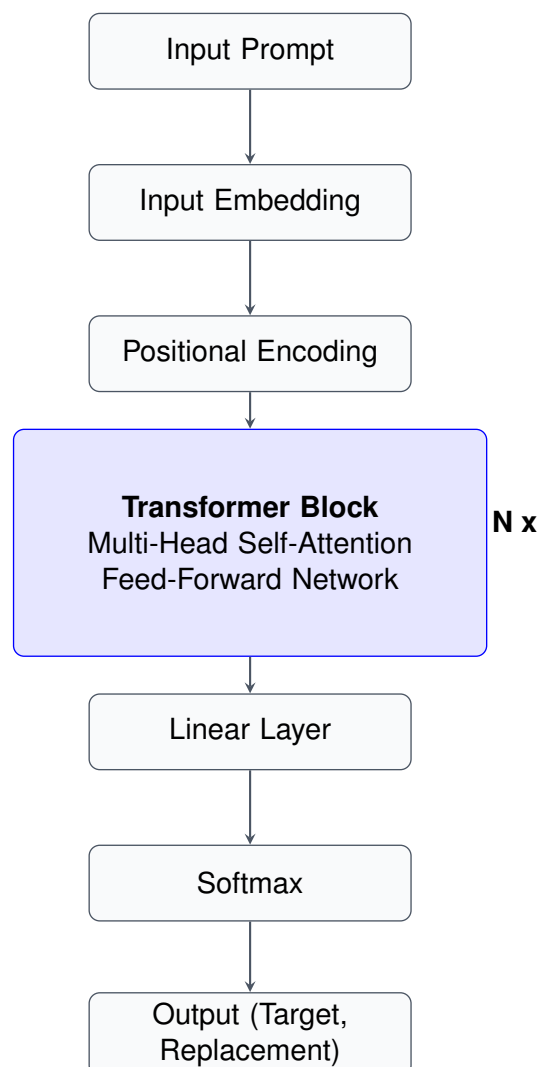 Input Prompt
Input Embedding
Positional Encoding
Transformer Block
Multi-Head Self-Attention
Feed-Forward Network
N x
Linear Layer
Softmax
Output (Target,
Replacement)